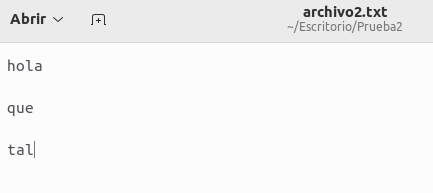 Abrir
archivo2.txt
~/Escritorio/Prueba2
hola
que
tal